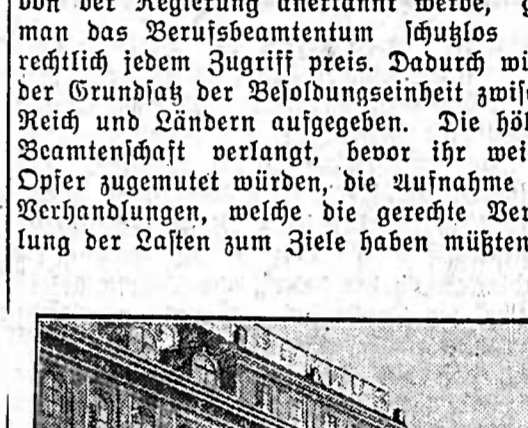 von der Regierung anerkannt werde,
man das Berufsbeamtentum schutzlos
rechtlich jedem Zugriff preis. Dadurch wi
der Grundsatz der Besoldungseinheit zwis
Reich und Ländern aufgegeben. Die höh
Beamtenschaft verlangt, bevor ihr wei
Opfer zugemutet würden, die Aufnahme
Verhandlungen, welche die gerechte Ver
lung der Lasten zum Ziele haben müßten